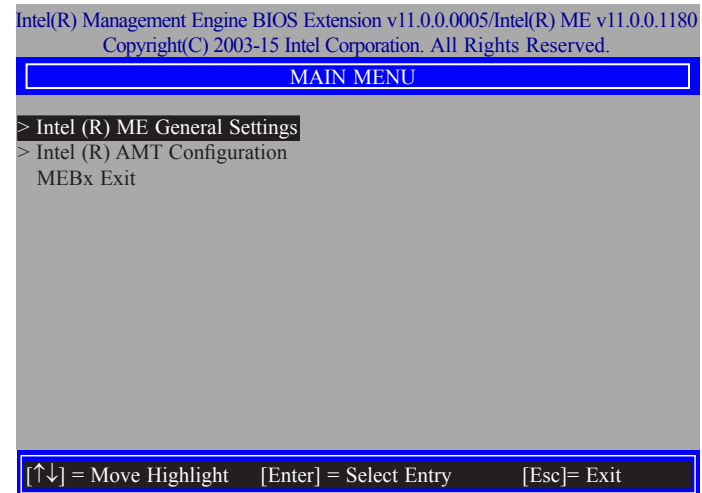 Intel(R) Management Engine BIOS Extension v11.0.0.0005/Intel(R) ME v11.0.0.1180
Copyright(C) 2003-15 Intel Corporation. All Rights Reserved.
MAIN MENU
> Intel (R) ME General Settings
> Intel (R) AMT Configuration
MEBx Exit
[↑↓] = Move Highlight [Enter] = Select Entry [Esc]= Exit